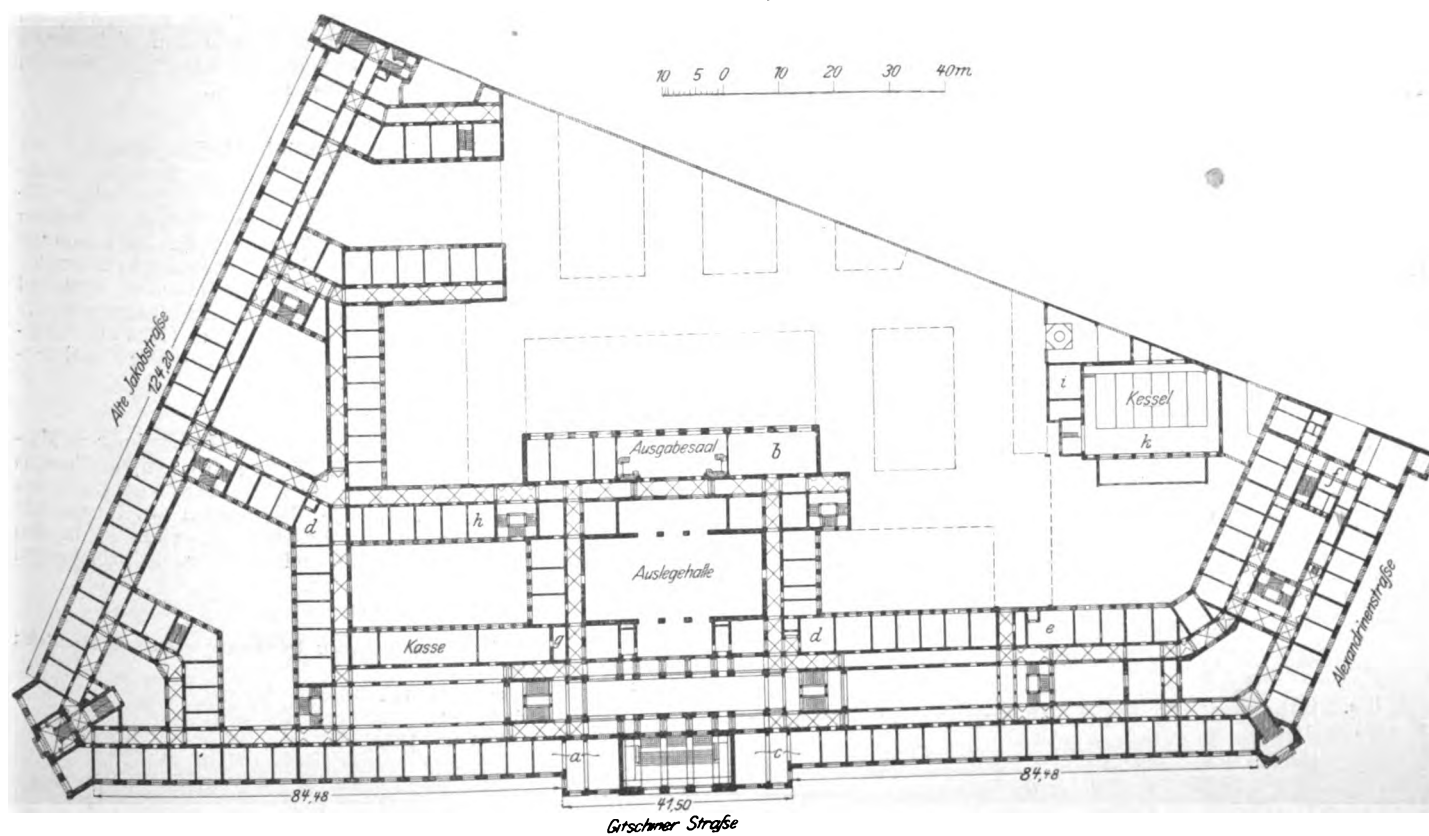 10 5 0 10 20 30 40m
Alte Jakobstraße
124,20
i
Kessel
k
Ausgabesaal
b
f
d
h
Auslegehalle
Kasse
g
d
e
Alexandrinenstraße
a
c
84,48
41,50
84,48
Gitschiner Straße